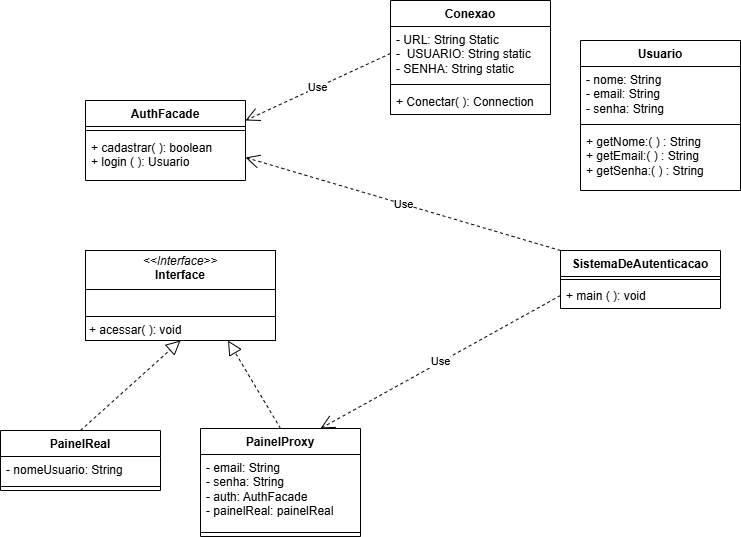 Conexao
- URL: String Static
- USUARIO: String static
- SENHA: String static
+ Conectar( ): Connection
Usuario
- nome: String
- email: String
- senha: String
+ getNome:( ) : String
+ getEmail:( ) : String
+ getSenha:( ) : String
Use
AuthFacade
+ cadastrar( ): boolean
+ login ( ): Usuario
Use
<<Interface>>
Interface
+ acessar( ): void
SistemaDeAutenticacao
+ main ( ): void
Use
PainelReal
- nomeUsuario: String
PainelProxy
- email: String
- senha: String
- auth: AuthFacade
- painelReal: painelReal